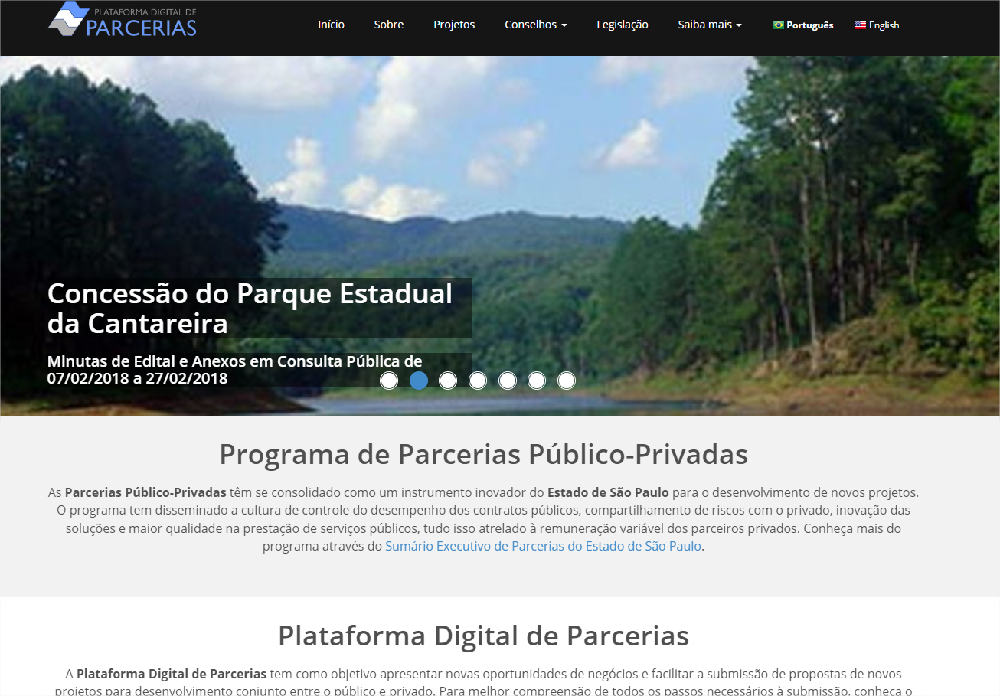 PLATAFORMA DIGITAL DE
PARCERIAS
Início Sobre Projetos Conselhos Legislação Saiba mais Português English
Concessão do Parque Estadual
da Cantareira
Minutas de Edital e Anexos em Consulta Pública de
07/02/2018 a 27/02/2018
Programa de Parcerias Público-Privadas
As Parcerias Público-Privadas têm se consolidado como um instrumento inovador do Estado de São Paulo para o desenvolvimento de novos projetos.
O programa tem disseminado a cultura de controle do desempenho dos contratos públicos, compartilhamento de riscos com o privado, inovação das
soluções e maior qualidade na prestação de serviços públicos, tudo isso atrelado à remuneração variável dos parceiros privados. Conheça mais do
programa através do Sumário Executivo de Parcerias do Estado de São Paulo.
Plataforma Digital de Parcerias
A Plataforma Digital de Parcerias tem como objetivo apresentar novas oportunidades de negócios e facilitar a submissão de propostas de novos
projetos para desenvolvimento conjunto entre o público e privado. Para melhor compreensão de todos os passos necessários à submissão, conheça o